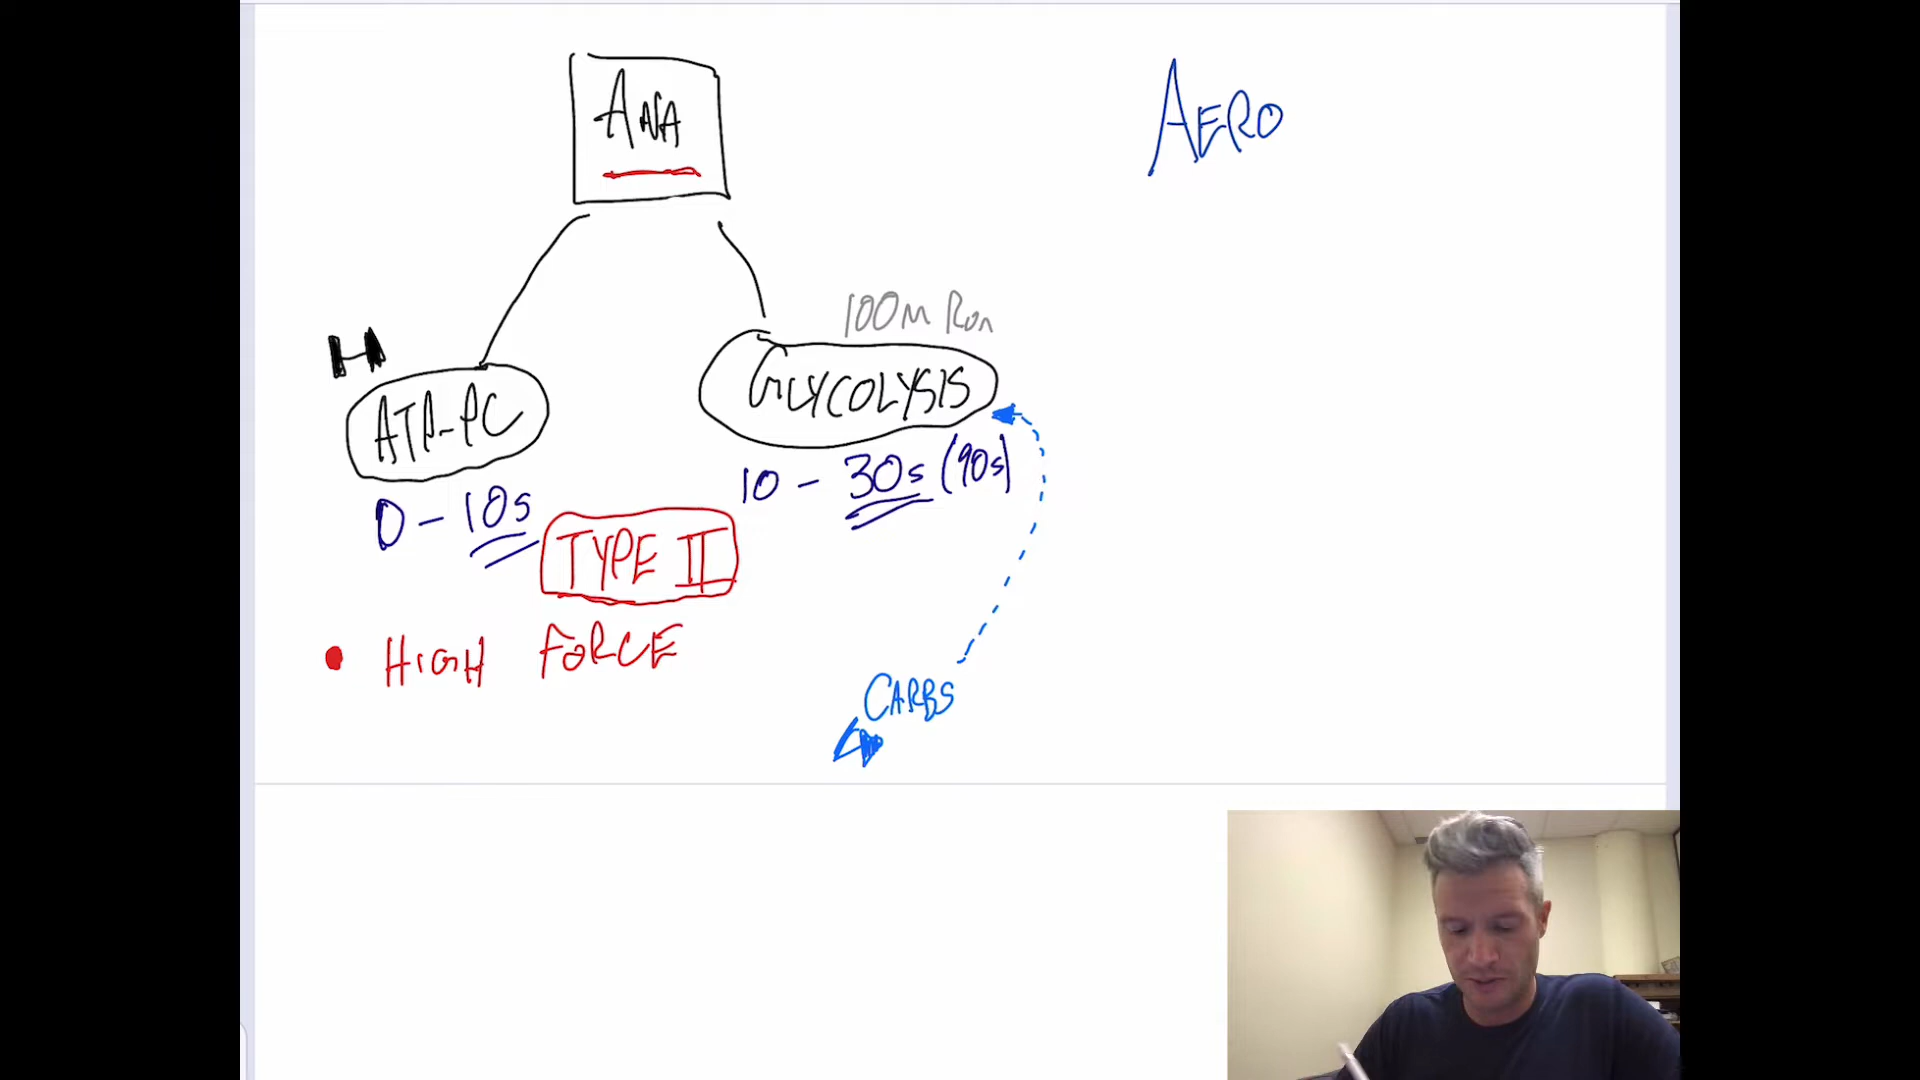 ANA
AERO
100M RUN
ATP-PC
GLYCOLYSIS
0 - 10s
10 - 30s (90s)
TYPE II
• HIGH FORCE
CARBS